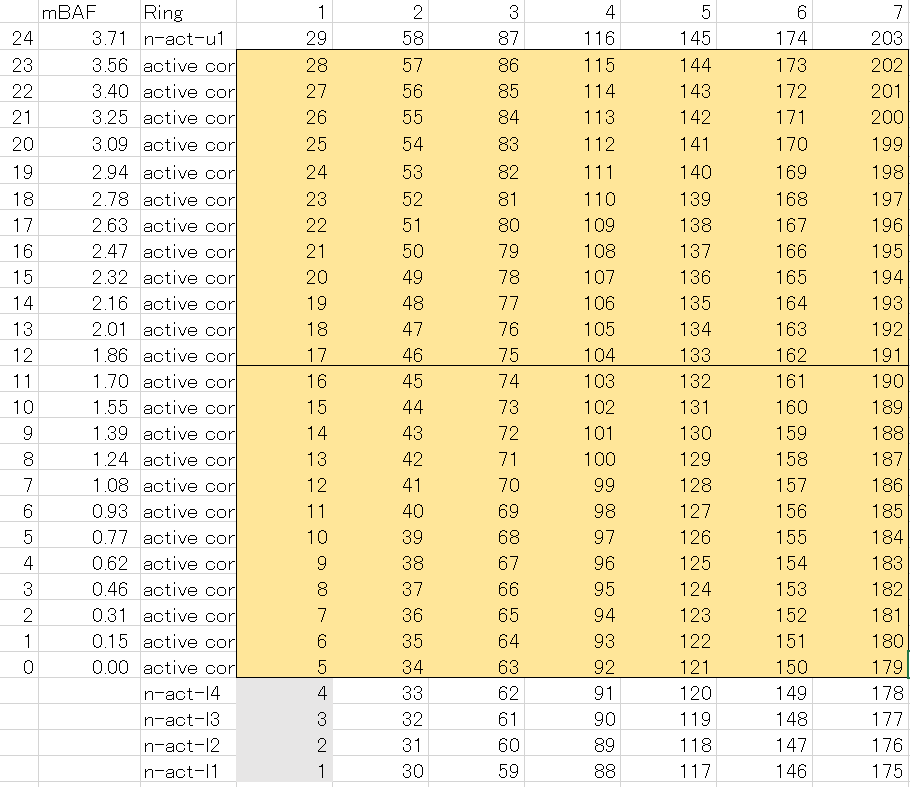 mBAF Ring 1 2 3 4 5 6 7
24 3.71 n-act-u1 29 58 87 116 145 174 203
23 3.56 active cor 28 57 86 115 144 173 202
22 3.40 active cor 27 56 85 114 143 172 201
21 3.25 active cor 26 55 84 113 142 171 200
20 3.09 active cor 25 54 83 112 141 170 199
19 2.94 active cor 24 53 82 111 140 169 198
18 2.78 active cor 23 52 81 110 139 168 197
17 2.63 active cor 22 51 80 109 138 167 196
16 2.47 active cor 21 50 79 108 137 166 195
15 2.32 active cor 20 49 78 107 136 165 194
14 2.16 active cor 19 48 77 106 135 164 193
13 2.01 active cor 18 47 76 105 134 163 192
12 1.86 active cor 17 46 75 104 133 162 191
11 1.70 active cor 16 45 74 103 132 161 190
10 1.55 active cor 15 44 73 102 131 160 189
9 1.39 active cor 14 43 72 101 130 159 188
8 1.24 active cor 13 42 71 100 129 158 187
7 1.08 active cor 12 41 70 99 128 157 186
6 0.93 active cor 11 40 69 98 127 156 185
5 0.77 active cor 10 39 68 97 126 155 184
4 0.62 active cor 9 38 67 96 125 154 183
3 0.46 active cor 8 37 66 95 124 153 182
2 0.31 active cor 7 36 65 94 123 152 181
1 0.15 active cor 6 35 64 93 122 151 180
0 0.00 active cor 5 34 63 92 121 150 179
n-act-l4 4 33 62 91 120 149 178
n-act-l3 3 32 61 90 119 148 177
n-act-l2 2 31 60 89 118 147 176
n-act-l1 1 30 59 88 117 146 175